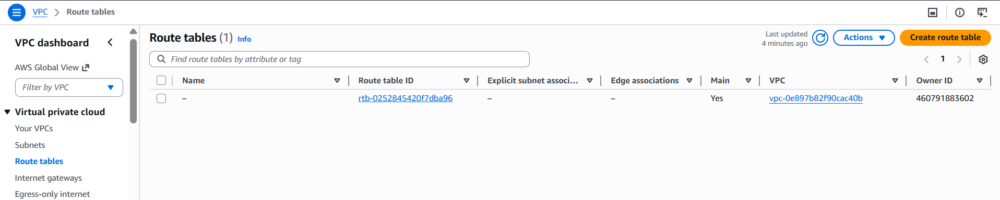 VPC > Route tables
VPC dashboard
AWS Global View
Filter by VPC
Virtual private cloud
Your VPCs
Subnets
Route tables
Internet gateways
Egress-only internet
Route tables (1) Info
Last updated
4 minutes ago
Actions
Create route table
Find route tables by attribute or tag
1
Name Route table ID Explicit subnet associ... Edge associations Main VPC Owner ID
– rtb-0252845420f7dba96 – – Yes vpc-0e897b82f90cac40b 460791883602